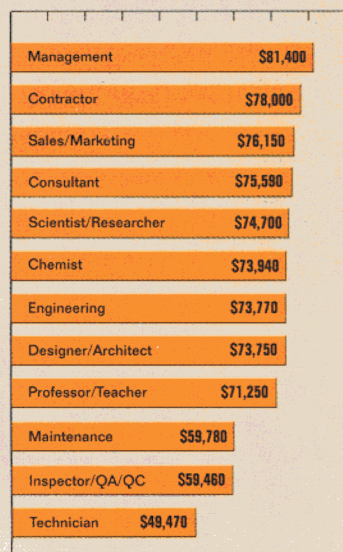 Management $81,400
Contractor $78,000
Sales/Marketing $76,150
Consultant $75,590
Scientist/Researcher $74,700
Chemist $73,940
Engineering $73,770
Designer/Architect $73,750
Professor/Teacher $71,250
Maintenance $59,780
Inspector/QA/QC $59,460
Technician $49,470